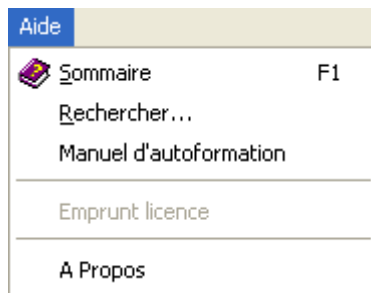 Aide
Sommaire F1
Rechercher...
Manuel d'autoformation
Emprunt licence
A Propos